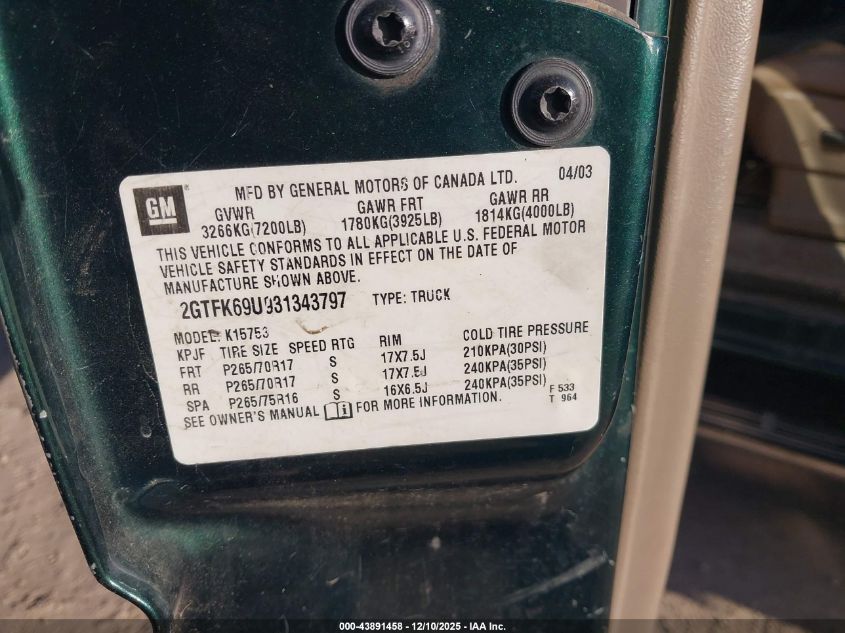 GM
MFD BY GENERAL MOTORS OF CANADA LTD. 04/03
GVWR GAWR FRT GAWR RR
3266KG(7200LB) 1780KG(3925LB) 1814KG(4000LB)
THIS VEHICLE CONFORMS TO ALL APPLICABLE U.S. FEDERAL MOTOR
VEHICLE SAFETY STANDARDS IN EFFECT ON THE DATE OF
MANUFACTURE SHOWN ABOVE.
2GTFK69U931343797 TYPE: TRUCK
MODEL: K15753
KPJF TIRE SIZE SPEED RTG RIM COLD TIRE PRESSURE
FRT P265/70R17 S 17X7.5J 210KPA(30PSI)
RR P265/70R17 S 17X7.5J 240KPA(35PSI)
SPA P265/75R16 S 16X6.5J 240KPA(35PSI)
SEE OWNER'S MANUAL FOR MORE INFORMATION.
F 533
T 964
000-43891458 - 12/10/2025 - IAA Inc.